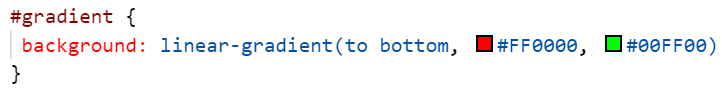 #gradient {
background: linear-gradient(to bottom, #FF0000, #00FF00)
}